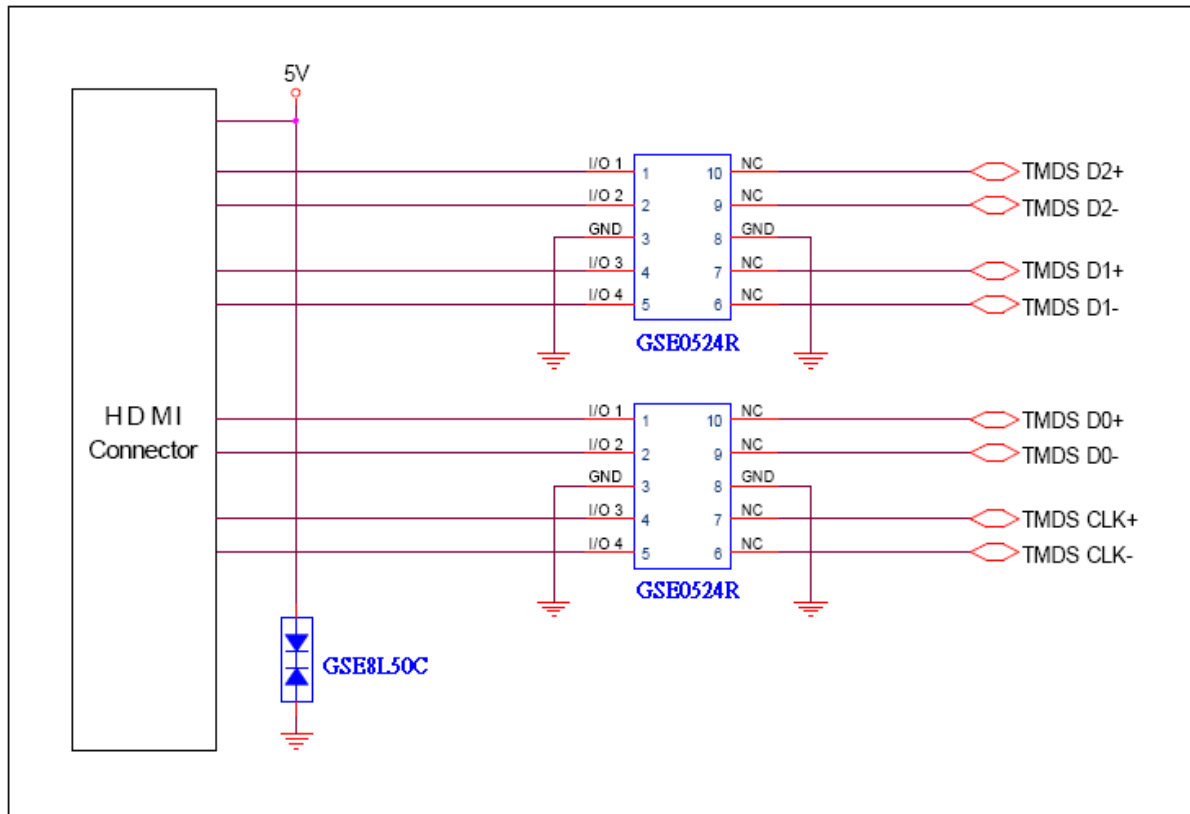 5V
I/O 1 1 10 NC TMDS D2+
I/O 2 2 9 NC TMDS D2-
GND 3 8 GND
I/O 3 4 7 NC TMDS D1+
I/O 4 5 6 NC TMDS D1-
GSE0524R
HDMI
Connector
I/O 1 1 10 NC TMDS D0+
I/O 2 2 9 NC TMDS D0-
GND 3 8 GND
I/O 3 4 7 NC TMDS CLK+
I/O 4 5 6 NC TMDS CLK-
GSE0524R
GSE8L50C